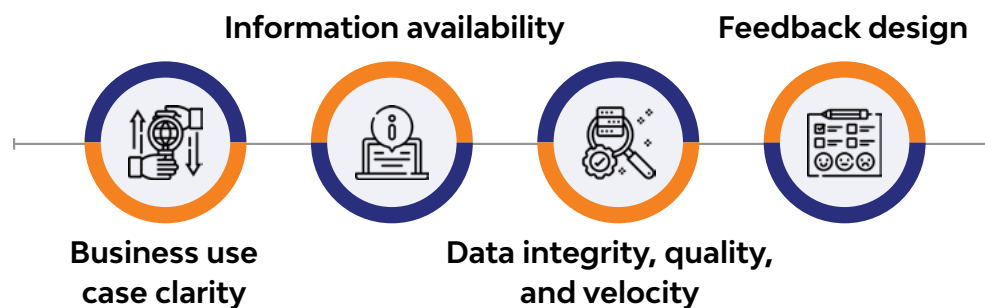 Information availability
Feedback design
Business use
case clarity
Data integrity, quality,
and velocity